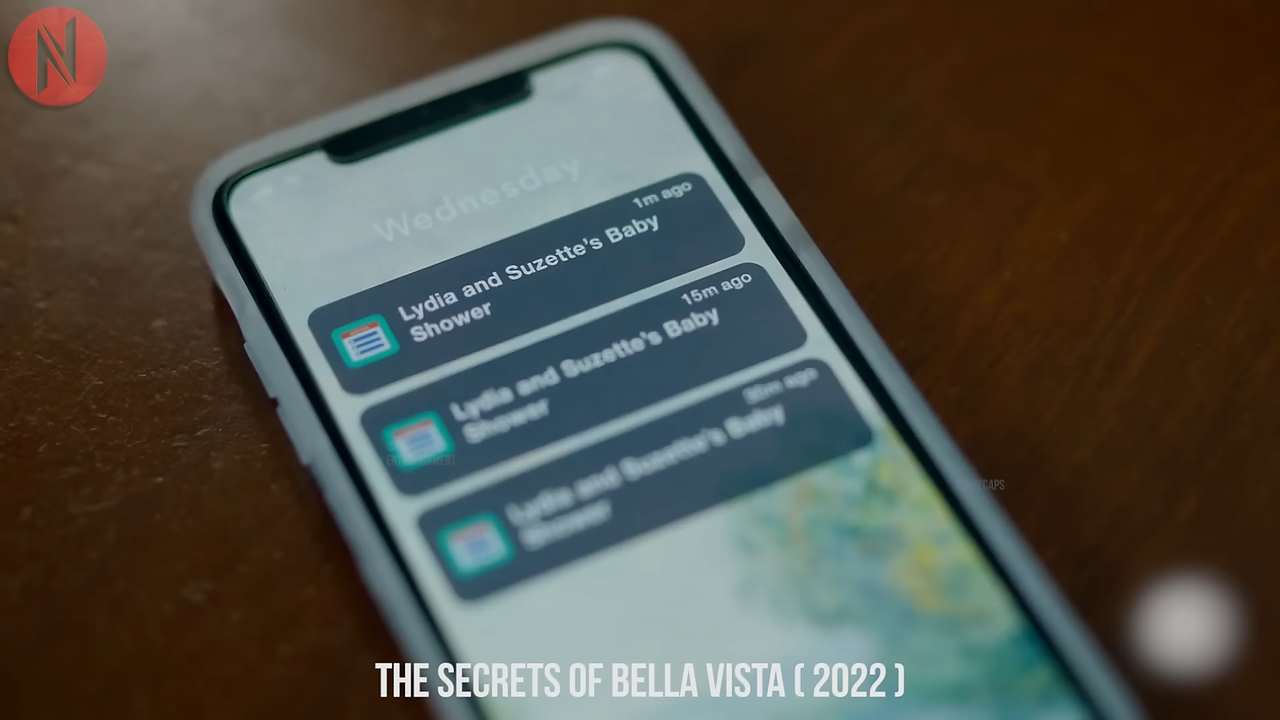 N
Wednesday
1m ago
Lydia and Suzette's Baby
Shower
15m ago
Lydia and Suzette's Baby
Shower
ago
Lydia and Suzette's Baby
Shower
THE SECRETS OF BELLA VISTA ( 2022 )